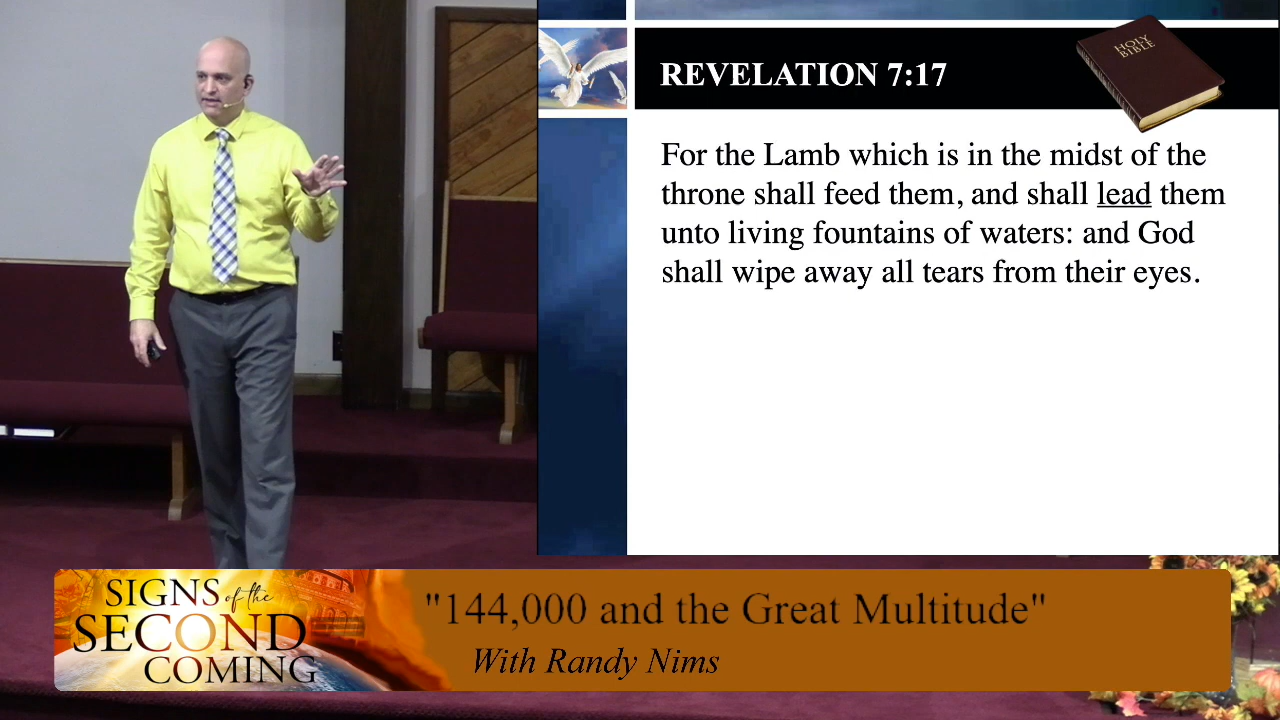 HOLY
BIBLE
REVELATION 7:17
For the Lamb which is in the midst of the
throne shall feed them, and shall lead them
unto living fountains of waters: and God
shall wipe away all tears from their eyes.
SIGNS of the
SECOND
COMING
"144,000 and the Great Multitude"
With Randy Nims